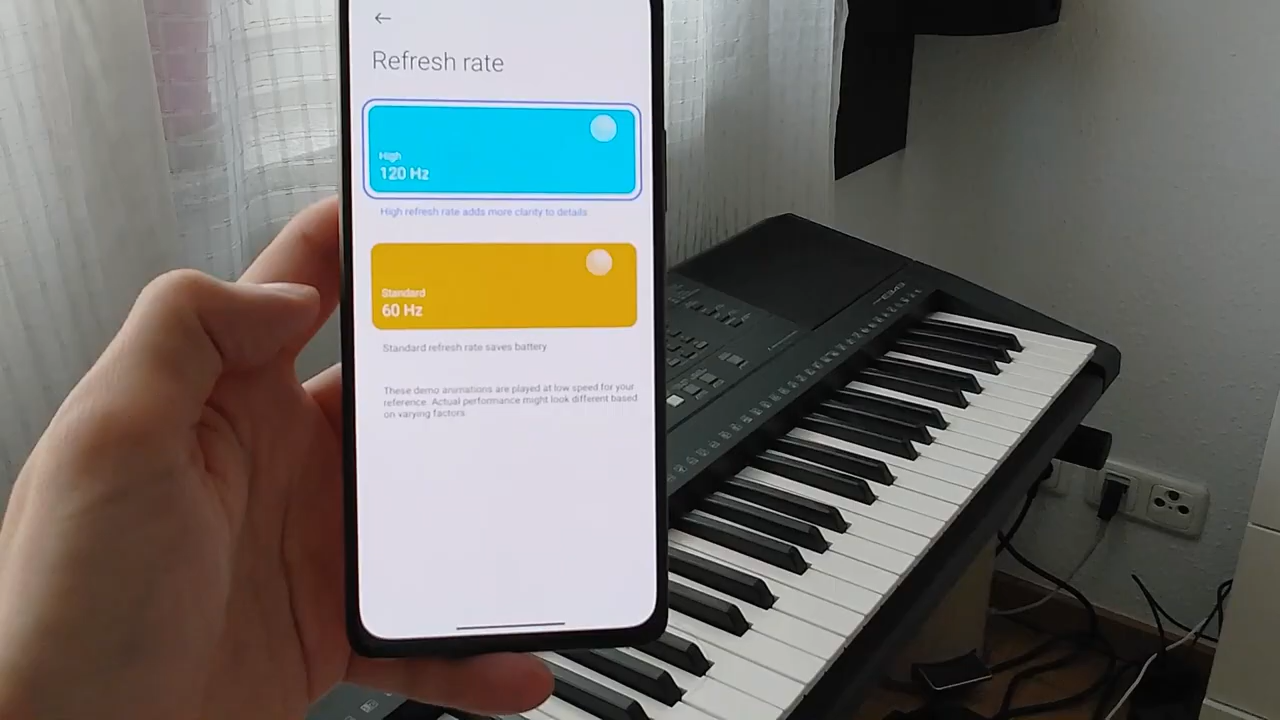 Refresh rate
High
120 Hz
High refresh rate adds more clarity to details
Standard
60 Hz
Standard refresh rate saves battery
These demo animations are played at low speed for your
reference. Actual performance might look different based
on varying factors.